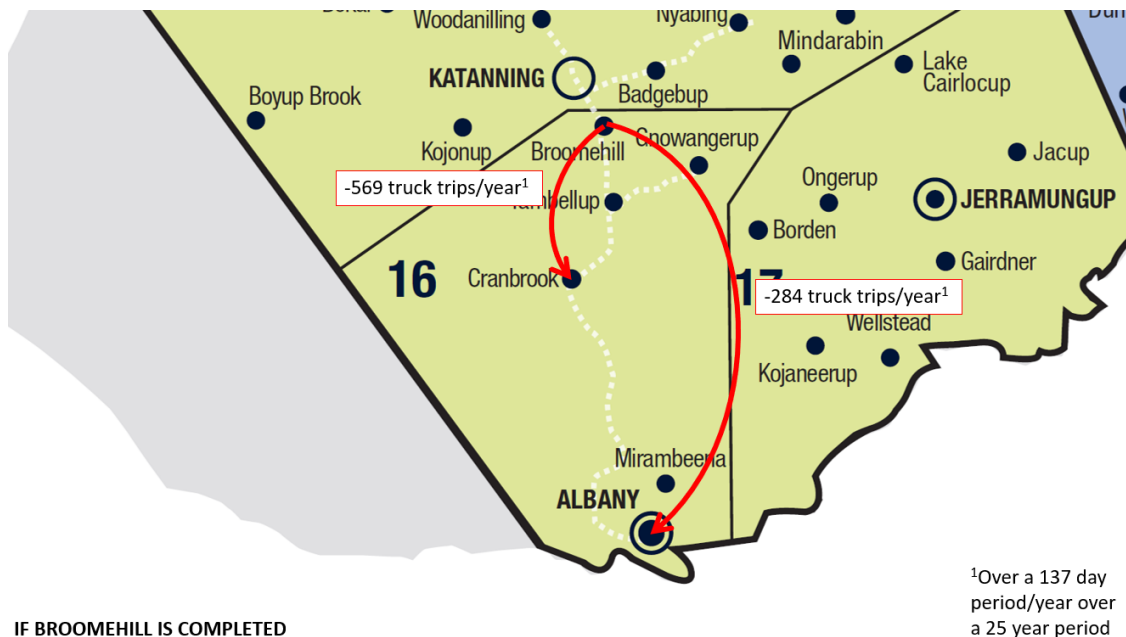 Woodanilling
Nyabing
Mindarabin
Lake
Cairlocup
KATANNING
Badgebup
Boyup Brook
Kojonup
Broomehill
Gnowangerup
Jacup
-569 truck trips/year¹
Ongerup
JERRAMUNGUP
Borden
Gairdner
16
Cranbrook
17
-284 truck trips/year¹
Wellstead
Kojaneerup
Mirambeena
ALBANY
¹Over a 137 day
period/year over
a 25 year period
IF BROOMEHILL IS COMPLETED